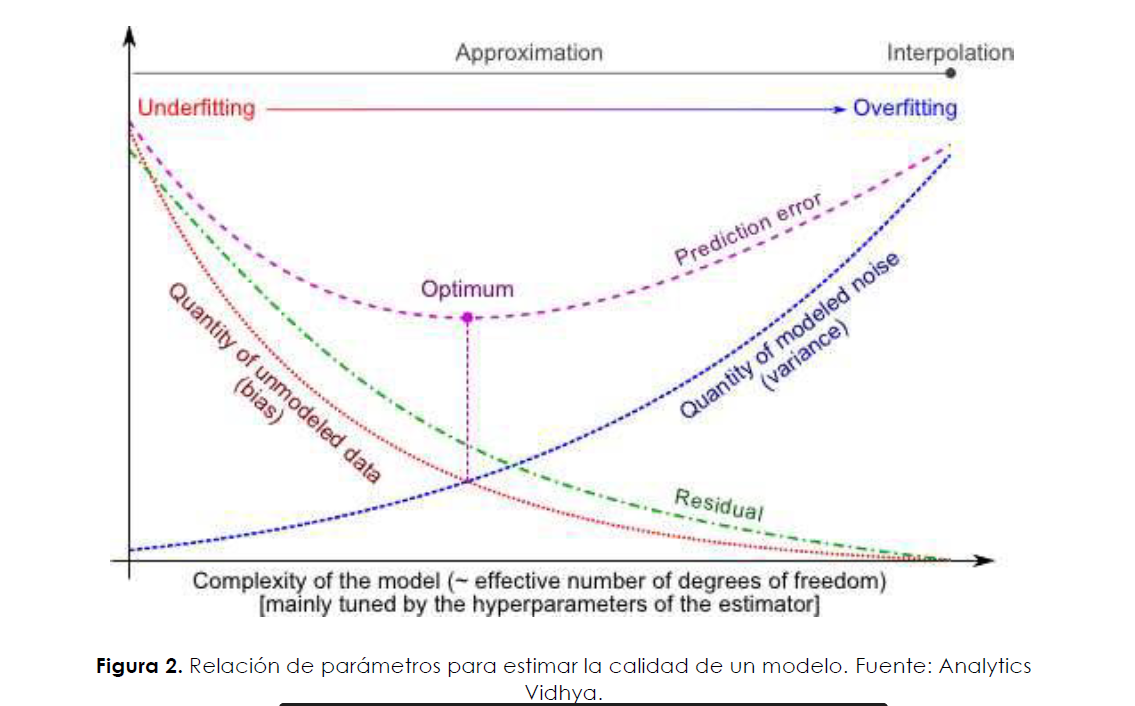 Approximation
Interpolation
Underfitting
Overfitting
Prediction error
Optimum
Quantity of unmodeled data
(bias)
Quantity of modeled noise
(variance)
Residual
Complexity of the model (~ effective number of degrees of freedom)
[mainly tuned by the hyperparameters of the estimator]
Figura 2. Relación de parámetros para estimar la calidad de un modelo. Fuente: Analytics
Vidhya.